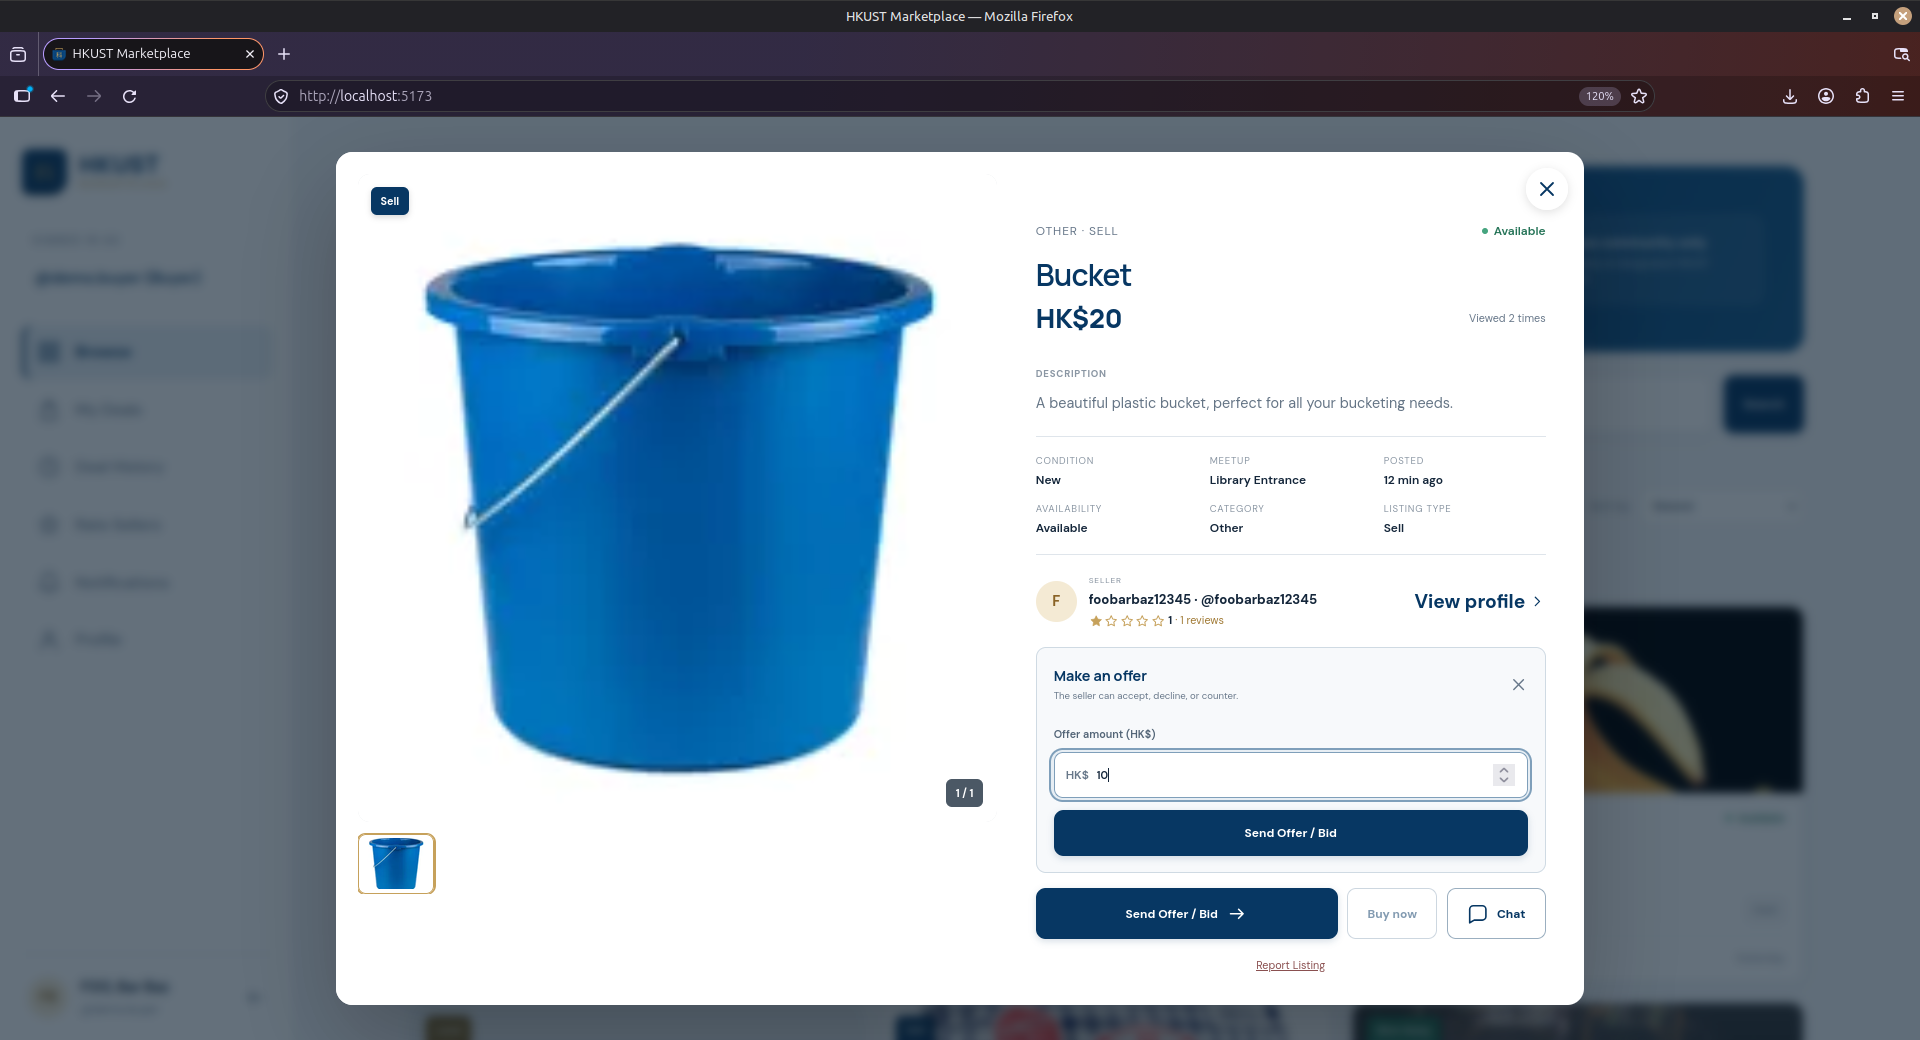 HKUST Marketplace — Mozilla Firefox
HKUST Marketplace
http://localhost:5173
120%
HKUST
Browse
Notifications
Profile
Sell
1 / 1
OTHER · SELL
Available
Bucket
HK$20
Viewed 2 times
DESCRIPTION
A beautiful plastic bucket, perfect for all your bucketing needs.
CONDITION
MEETUP
POSTED
New
Library Entrance
12 min ago
AVAILABILITY
CATEGORY
LISTING TYPE
Available
Other
Sell
F
SELLER
foobarbaz12345 · @foobarbaz12345
1 · 1 reviews
View profile
Make an offer
The seller can accept, decline, or counter.
Offer amount (HK$)
HK$ 10
Send Offer / Bid
Send Offer / Bid
Buy now
Chat
Report Listing